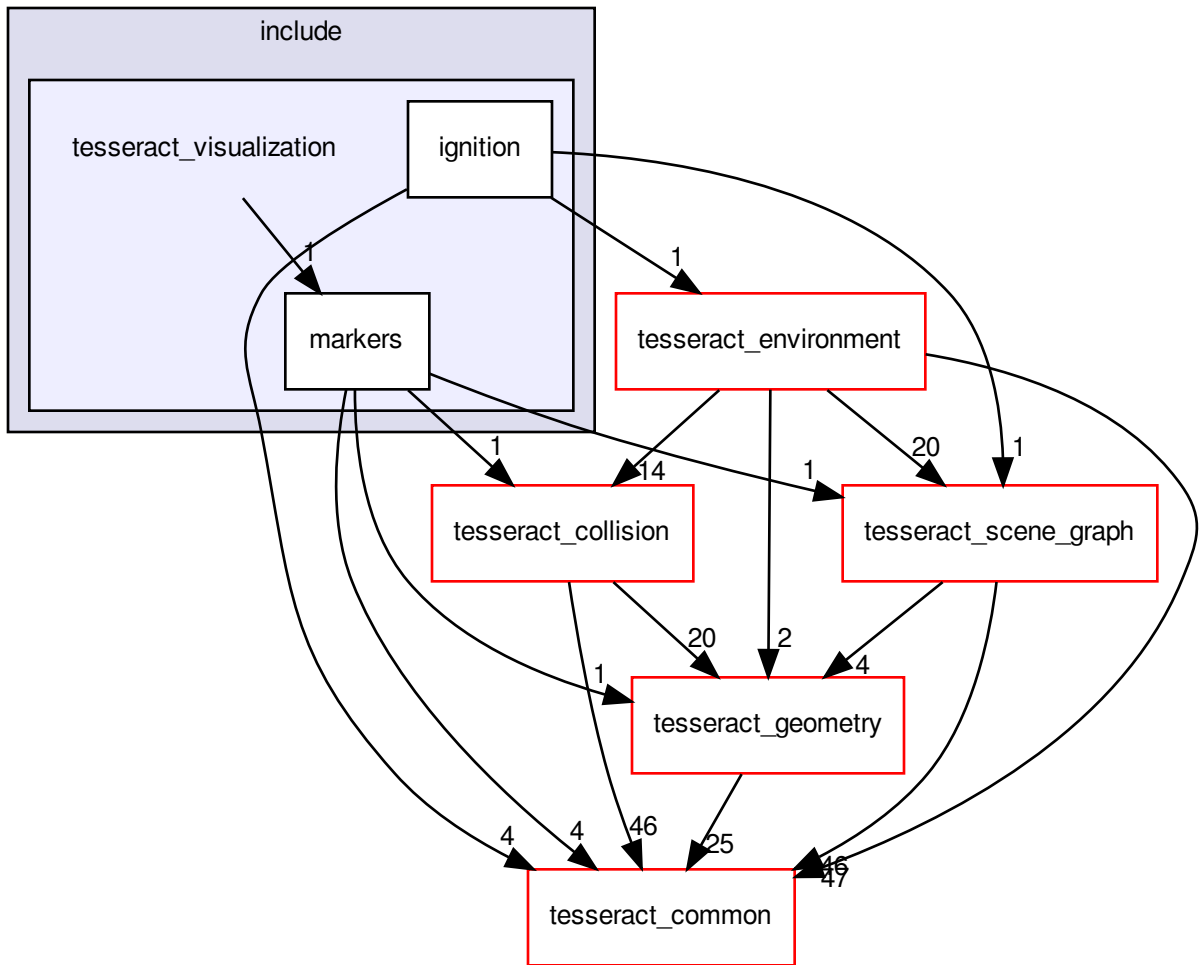 include
tesseract_visualization
ignition
1
1
markers
tesseract_environment
1
14
20
1
1
tesseract_collision
tesseract_scene_graph
20
2
4
1
tesseract_geometry
4
4
46
25
46
47
tesseract_common